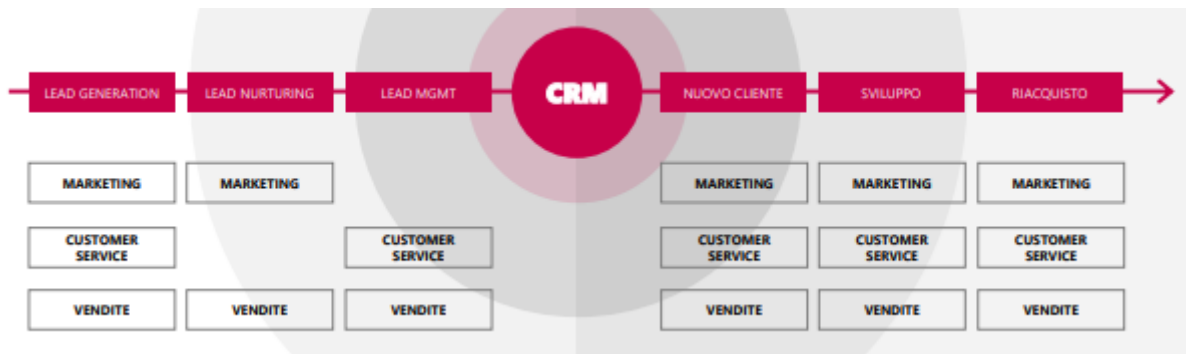 LEAD GENERATION LEAD NURTURING LEAD MGMT CRM NUOVO CLIENTE SVILUPPO RIACQUISTO
MARKETING MARKETING MARKETING MARKETING MARKETING
CUSTOMER SERVICE CUSTOMER SERVICE CUSTOMER SERVICE CUSTOMER SERVICE CUSTOMER SERVICE
VENDITE VENDITE VENDITE VENDITE VENDITE VENDITE